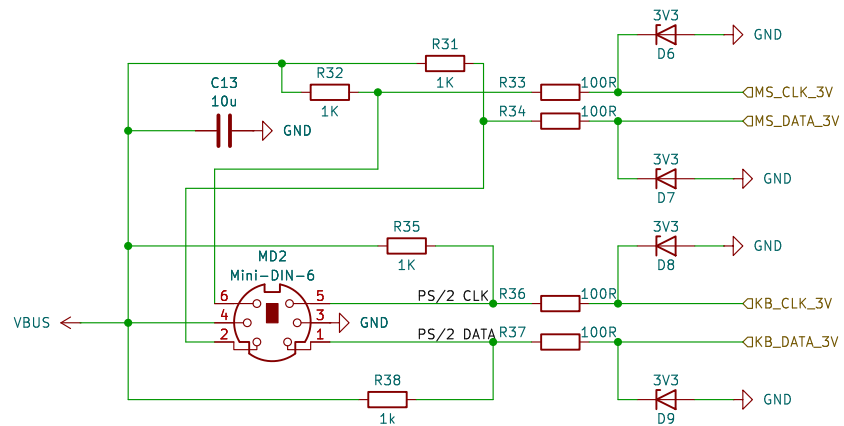 3V3
GND
D6
R31
1K
R32
1K
R33
100R
MS_CLK_3V
C13
10u
GND
R34
100R
MS_DATA_3V
3V3
GND
D7
R35
1K
3V3
GND
D8
MD2
Mini-DIN-6
6
5
PS/2 CLK
R36
100R
KB_CLK_3V
VBUS
4
3
GND
2
1
PS/2 DATA
R37
100R
KB_DATA_3V
R38
1k
3V3
GND
D9